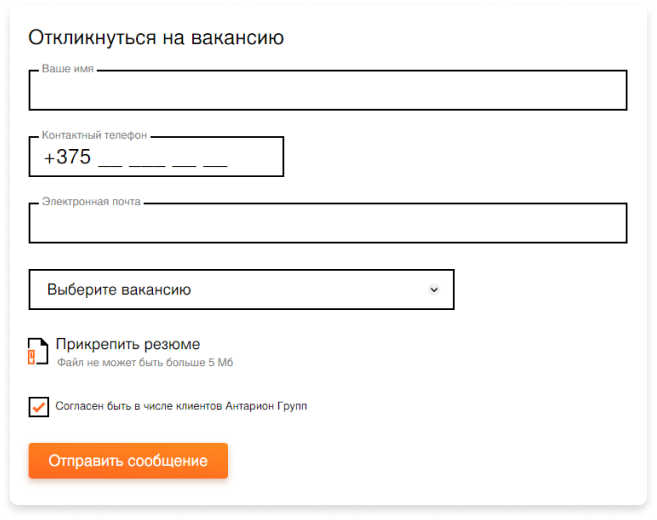 Откликнуться на вакансию
Ваше имя
Контактный телефон
+375 __ ___ __ __
Электронная почта
Выберите вакансию
Прикрепить резюме
Файл не может быть больше 5 Мб
Согласен быть в числе клиентов Антарион Групп
Отправить сообщение